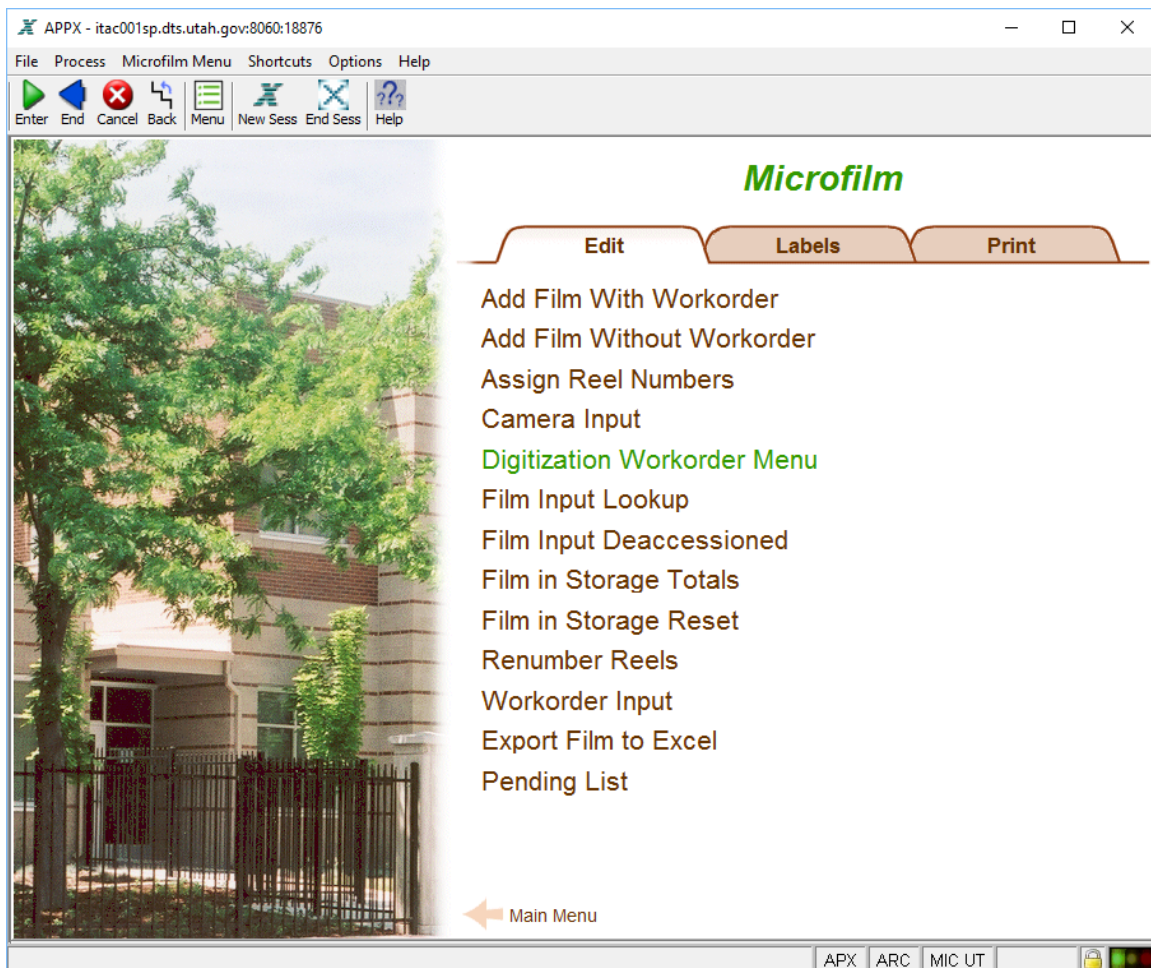 APPX - itac001sp.dts.utah.gov:8060:18876
File Process Microfilm Menu Shortcuts Options Help
Enter End Cancel Back Menu New Sess End Sess ??? Help
Microfilm
Edit Labels Print
Add Film With Workorder
Add Film Without Workorder
Assign Reel Numbers
Camera Input
Digitization Workorder Menu
Film Input Lookup
Film Input Deaccessioned
Film in Storage Totals
Film in Storage Reset
Renumber Reels
Workorder Input
Export Film to Excel
Pending List
Main Menu
APX ARC MIC UT